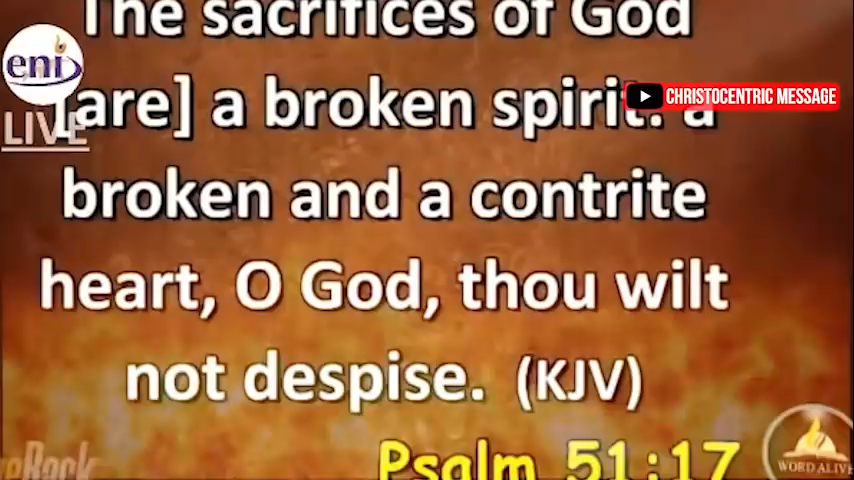 The sacrifices of God
eni
CHRISTOCENTRIC MESSAGE
[are] a broken spirit: a
LIVE
broken and a contrite
heart, O God, thou wilt
not despise. (KJV)
Psalm 51:17
WORD ALIVE